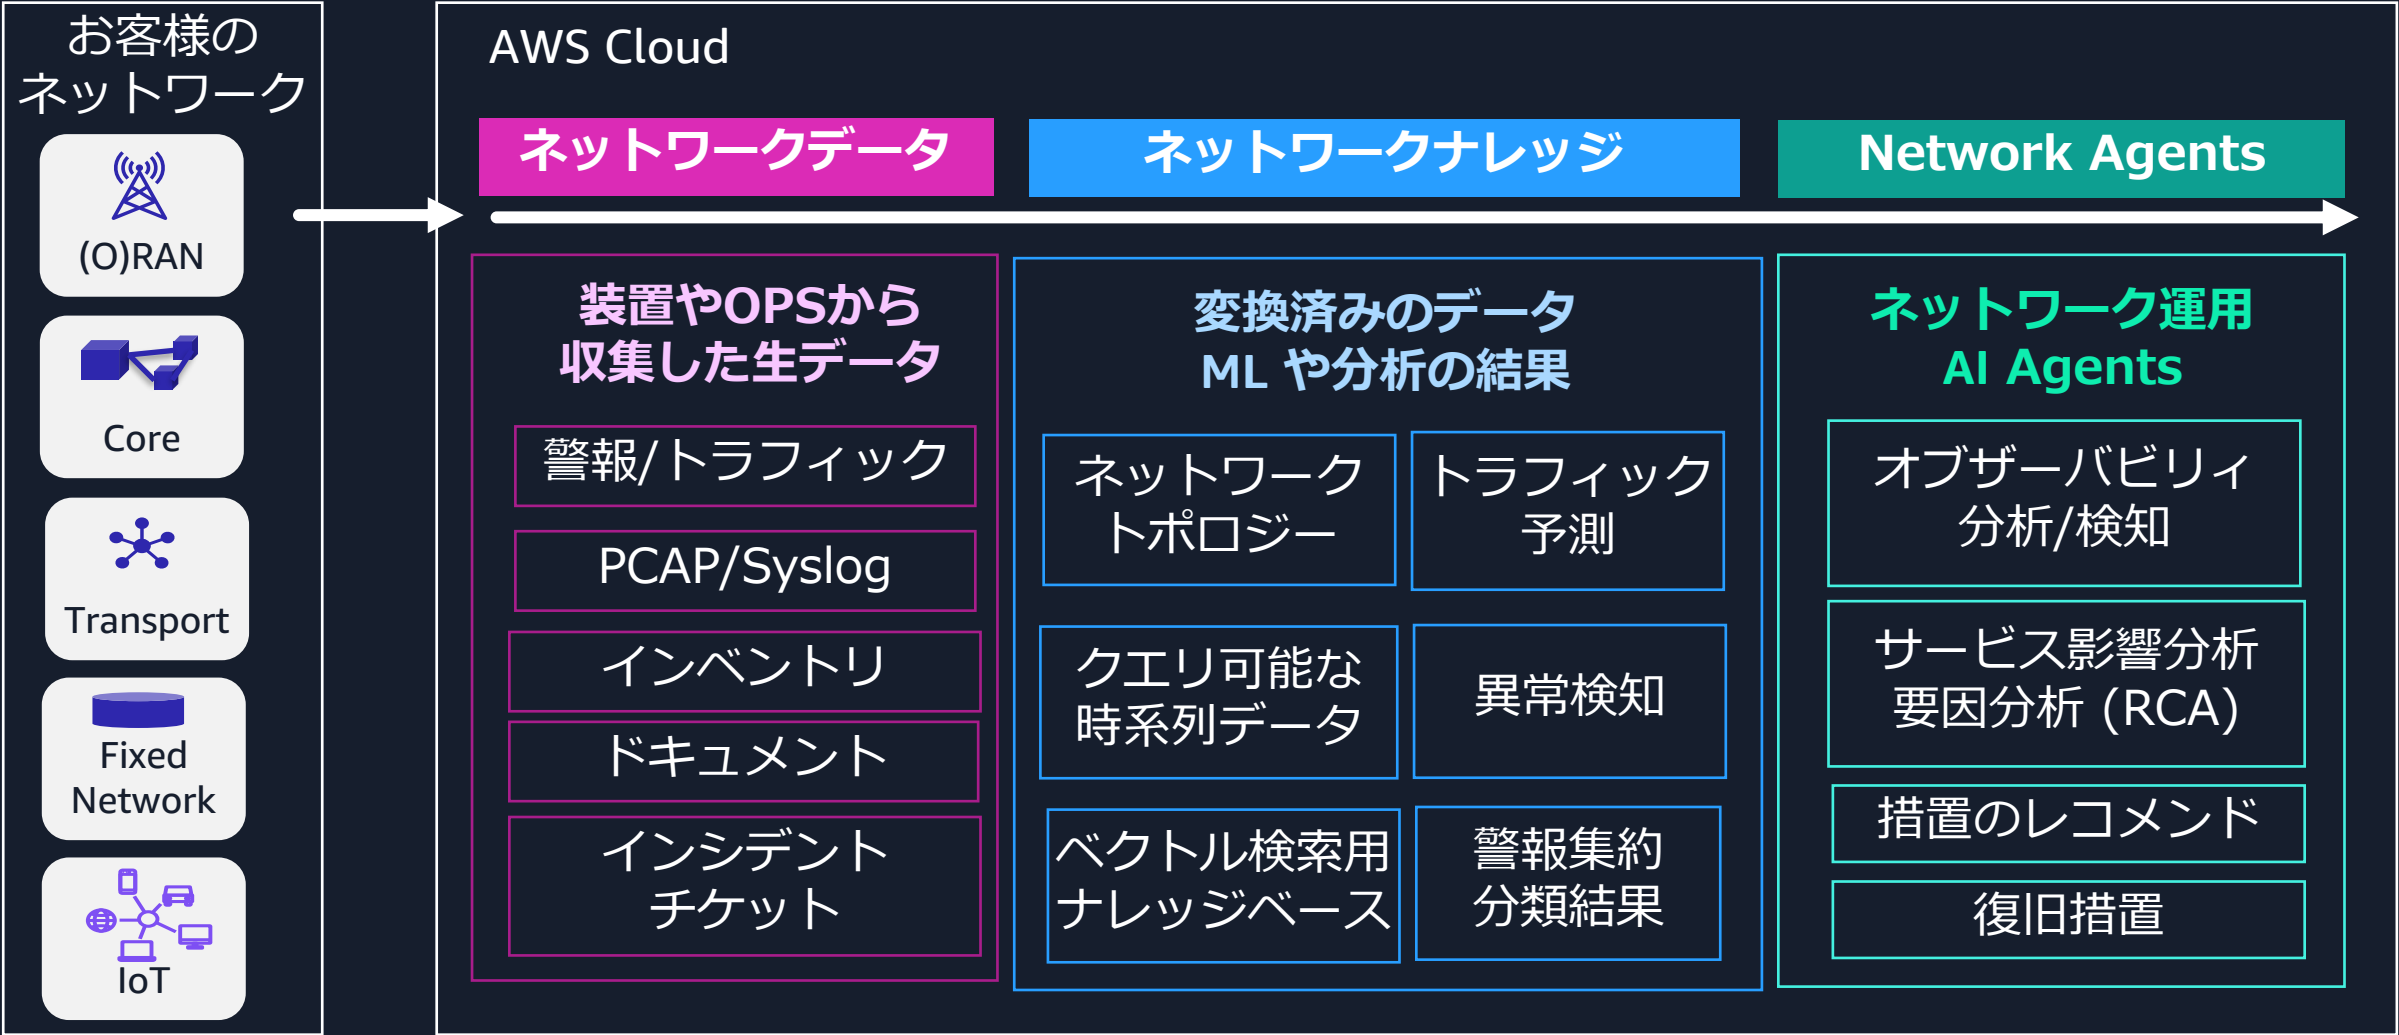 お客様の
ネットワーク
(O)RAN
Core
Transport
Fixed
Network
IoT
AWS Cloud
ネットワークデータ
装置やOPSから
収集した生データ
警報/トラフィック
PCAP/Syslog
インベントリ
ドキュメント
インシデント
チケット
ネットワークナレッジ
変換済みのデータ
ML や分析の結果
ネットワーク
トポロジー
トラフィック
予測
クエリ可能な
時系列データ
異常検知
ベクトル検索用
ナレッジベース
警報集約
分類結果
Network Agents
ネットワーク運用
AI Agents
オブザーバビリィ
分析/検知
サービス影響分析
要因分析 (RCA)
措置のレコメンド
復旧措置